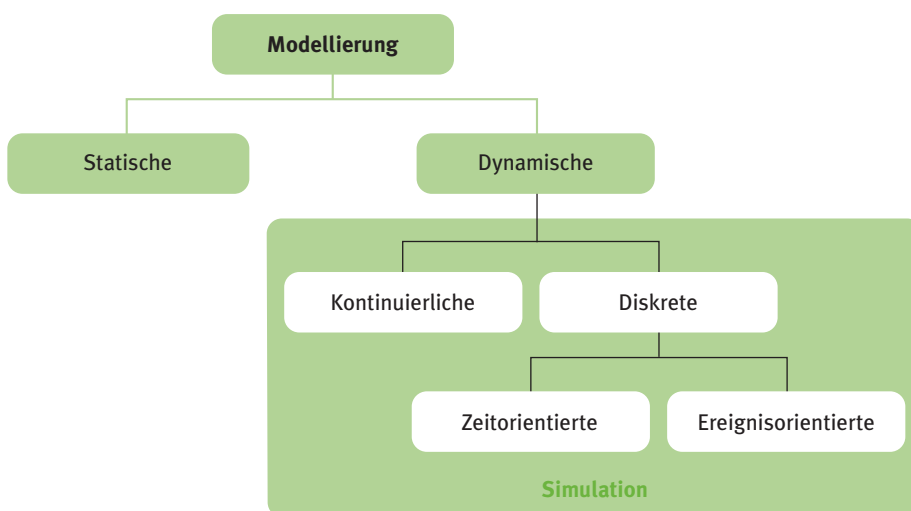 Modellierung
Statische
Dynamische
Kontinuierliche
Diskrete
Zeitorientierte
Ereignisorientierte
Simulation